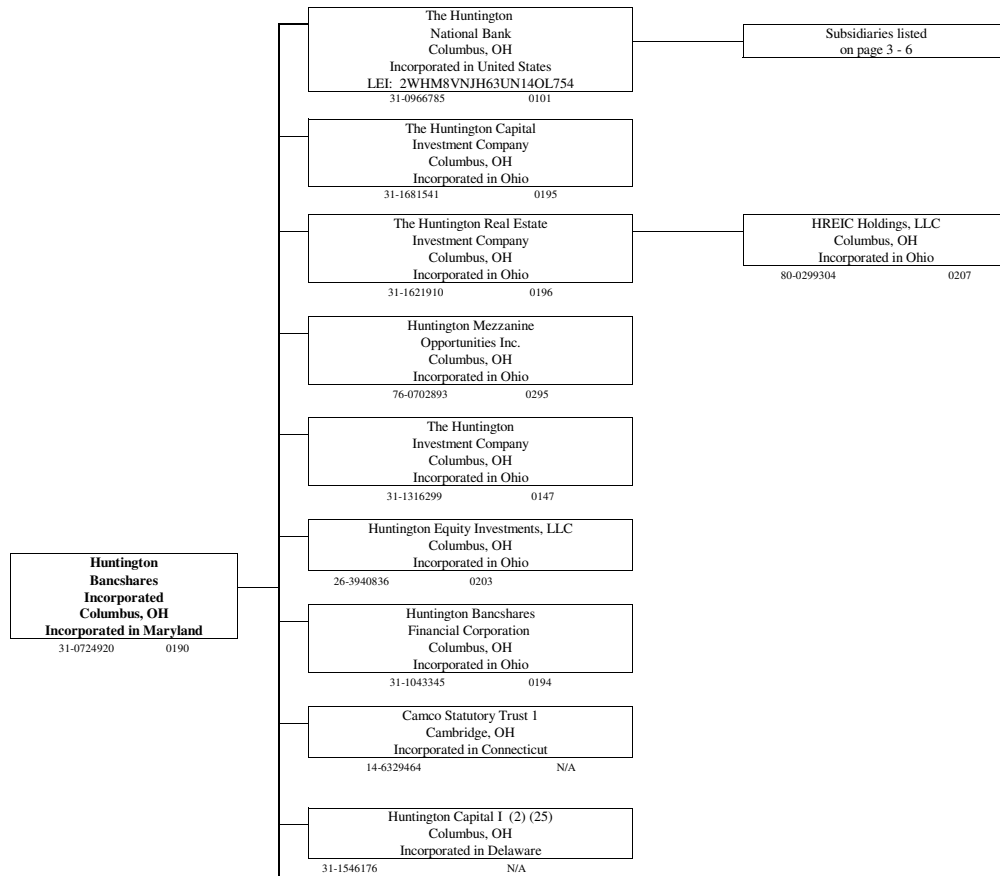 The Huntington
National Bank
Columbus, OH
Incorporated in United States
LEI: 2WHM8VNJH63UN14OL754
31-0966785 0101
Subsidiaries listed
on page 3 - 6
The Huntington Capital
Investment Company
Columbus, OH
Incorporated in Ohio
31-1681541 0195
The Huntington Real Estate
Investment Company
Columbus, OH
Incorporated in Ohio
31-1621910 0196
HREIC Holdings, LLC
Columbus, OH
Incorporated in Ohio
80-0299304 0207
Huntington Mezzanine
Opportunities Inc.
Columbus, OH
Incorporated in Ohio
76-0702893 0295
The Huntington
Investment Company
Columbus, OH
Incorporated in Ohio
31-1316299 0147
Huntington Equity Investments, LLC
Columbus, OH
Incorporated in Ohio
26-3940836 0203
Huntington
Bancshares
Incorporated
Columbus, OH
Incorporated in Maryland
31-0724920 0190
Huntington Bancshares
Financial Corporation
Columbus, OH
Incorporated in Ohio
31-1043345 0194
Camco Statutory Trust 1
Cambridge, OH
Incorporated in Connecticut
14-6329464 N/A
Huntington Capital I (2) (25)
Columbus, OH
Incorporated in Delaware
31-1546176 N/A